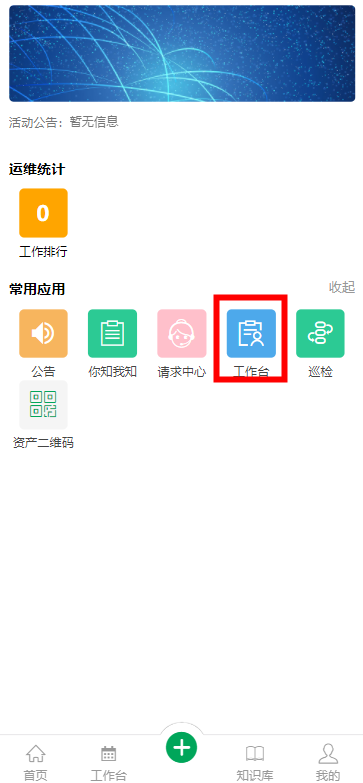 活动公告：暂无信息
运维统计
0
工作排行
常用应用 收起
公告 你知我知 请求中心 工作台 巡检
资产二维码
首页 工作台 知识库 我的